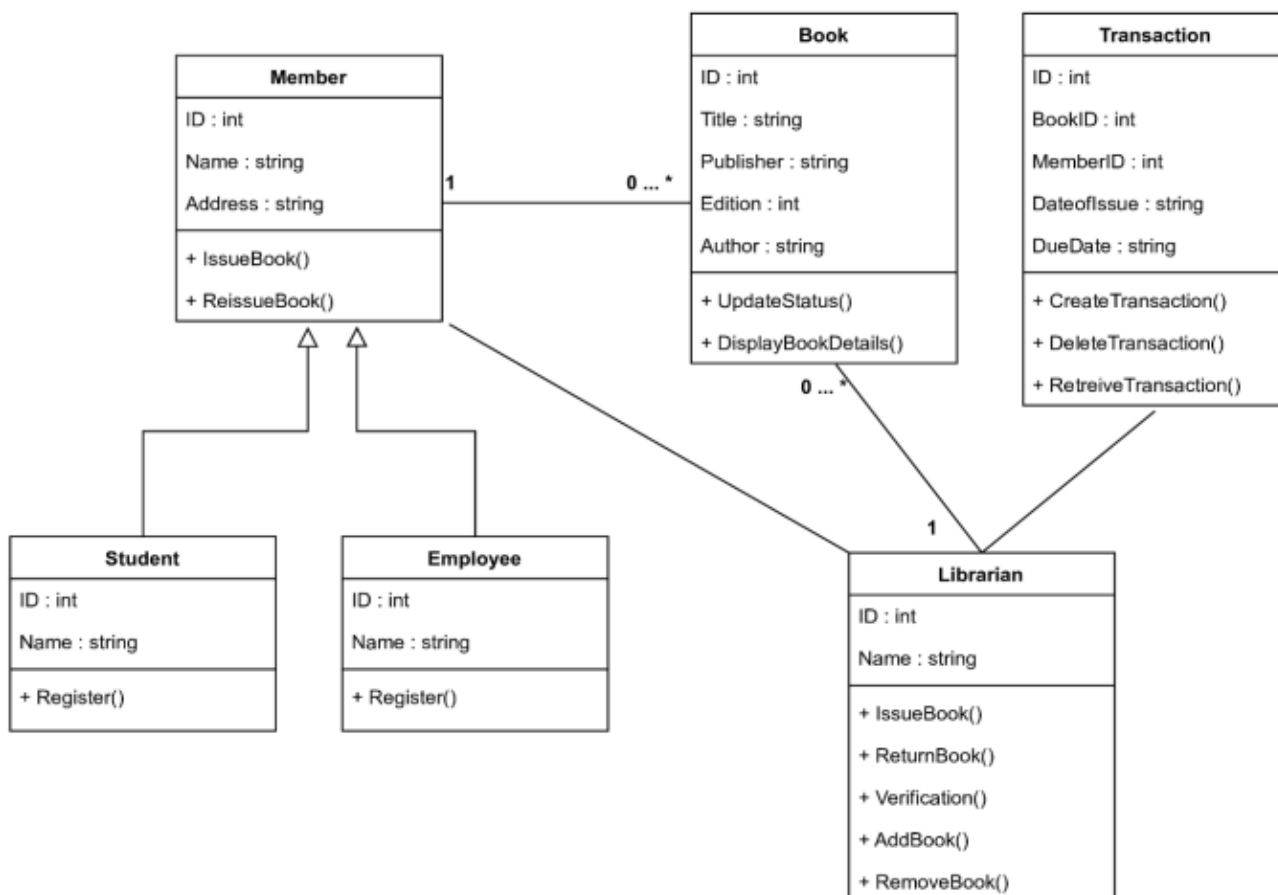 Member
ID : int
Name : string
Address : string
+ IssueBook()
+ ReissueBook()
1
0 ... *
Book
ID : int
Title : string
Publisher : string
Edition : int
Author : string
+ UpdateStatus()
+ DisplayBookDetails()
Transaction
ID : int
BookID : int
MemberID : int
DateofIssue : string
DueDate : string
+ CreateTransaction()
+ DeleteTransaction()
+ RetreiveTransaction()
0 ... *
1
Student
ID : int
Name : string
+ Register()
Employee
ID : int
Name : string
+ Register()
Librarian
ID : int
Name : string
+ IssueBook()
+ ReturnBook()
+ Verification()
+ AddBook()
+ RemoveBook()